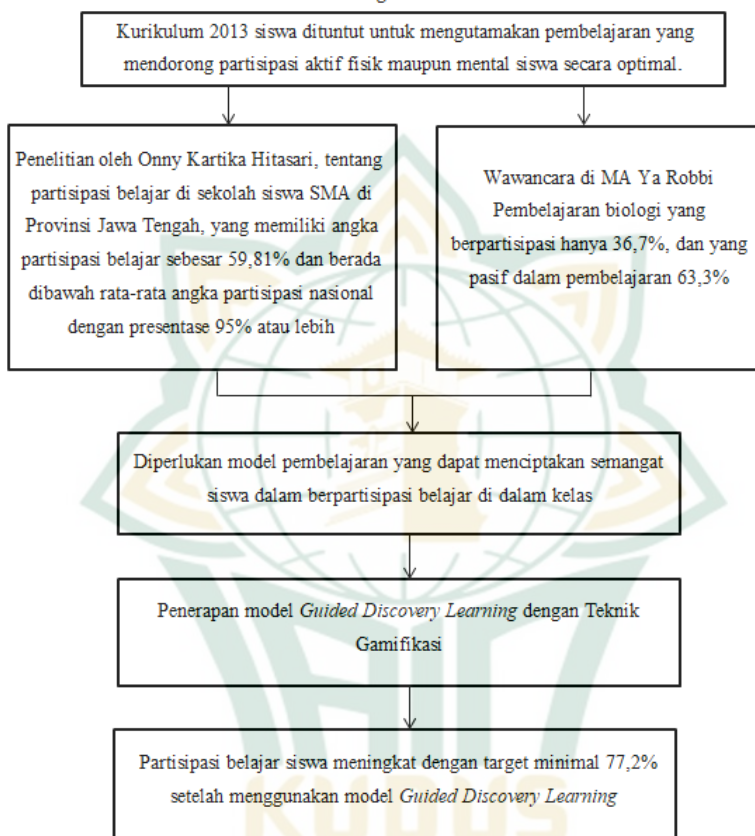 Kurikulum 2013 siswa dituntut untuk mengutamakan pembelajaran yang
mendorong partisipasi aktif fisik maupun mental siswa secara optimal.
Penelitian oleh Onny Kartika Hitasari, tentang
partisipasi belajar di sekolah siswa SMA di
Provinsi Jawa Tengah, yang memiliki angka
partisipasi belajar sebesar 59,81% dan berada
dibawah rata-rata angka partisipasi nasional
dengan presentase 95% atau lebih
Wawancara di MA Ya Robbi
Pembelajaran biologi yang
berpartisipasi hanya 36,7%, dan yang
pasif dalam pembelajaran 63,3%
Diperlukan model pembelajaran yang dapat menciptakan semangat
siswa dalam berpartisipasi belajar di dalam kelas
Penerapan model Guided Discovery Learning dengan Teknik
Gamifikasi
Partisipasi belajar siswa meningkat dengan target minimal 77,2%
setelah menggunakan model Guided Discovery Learning
KUDUS